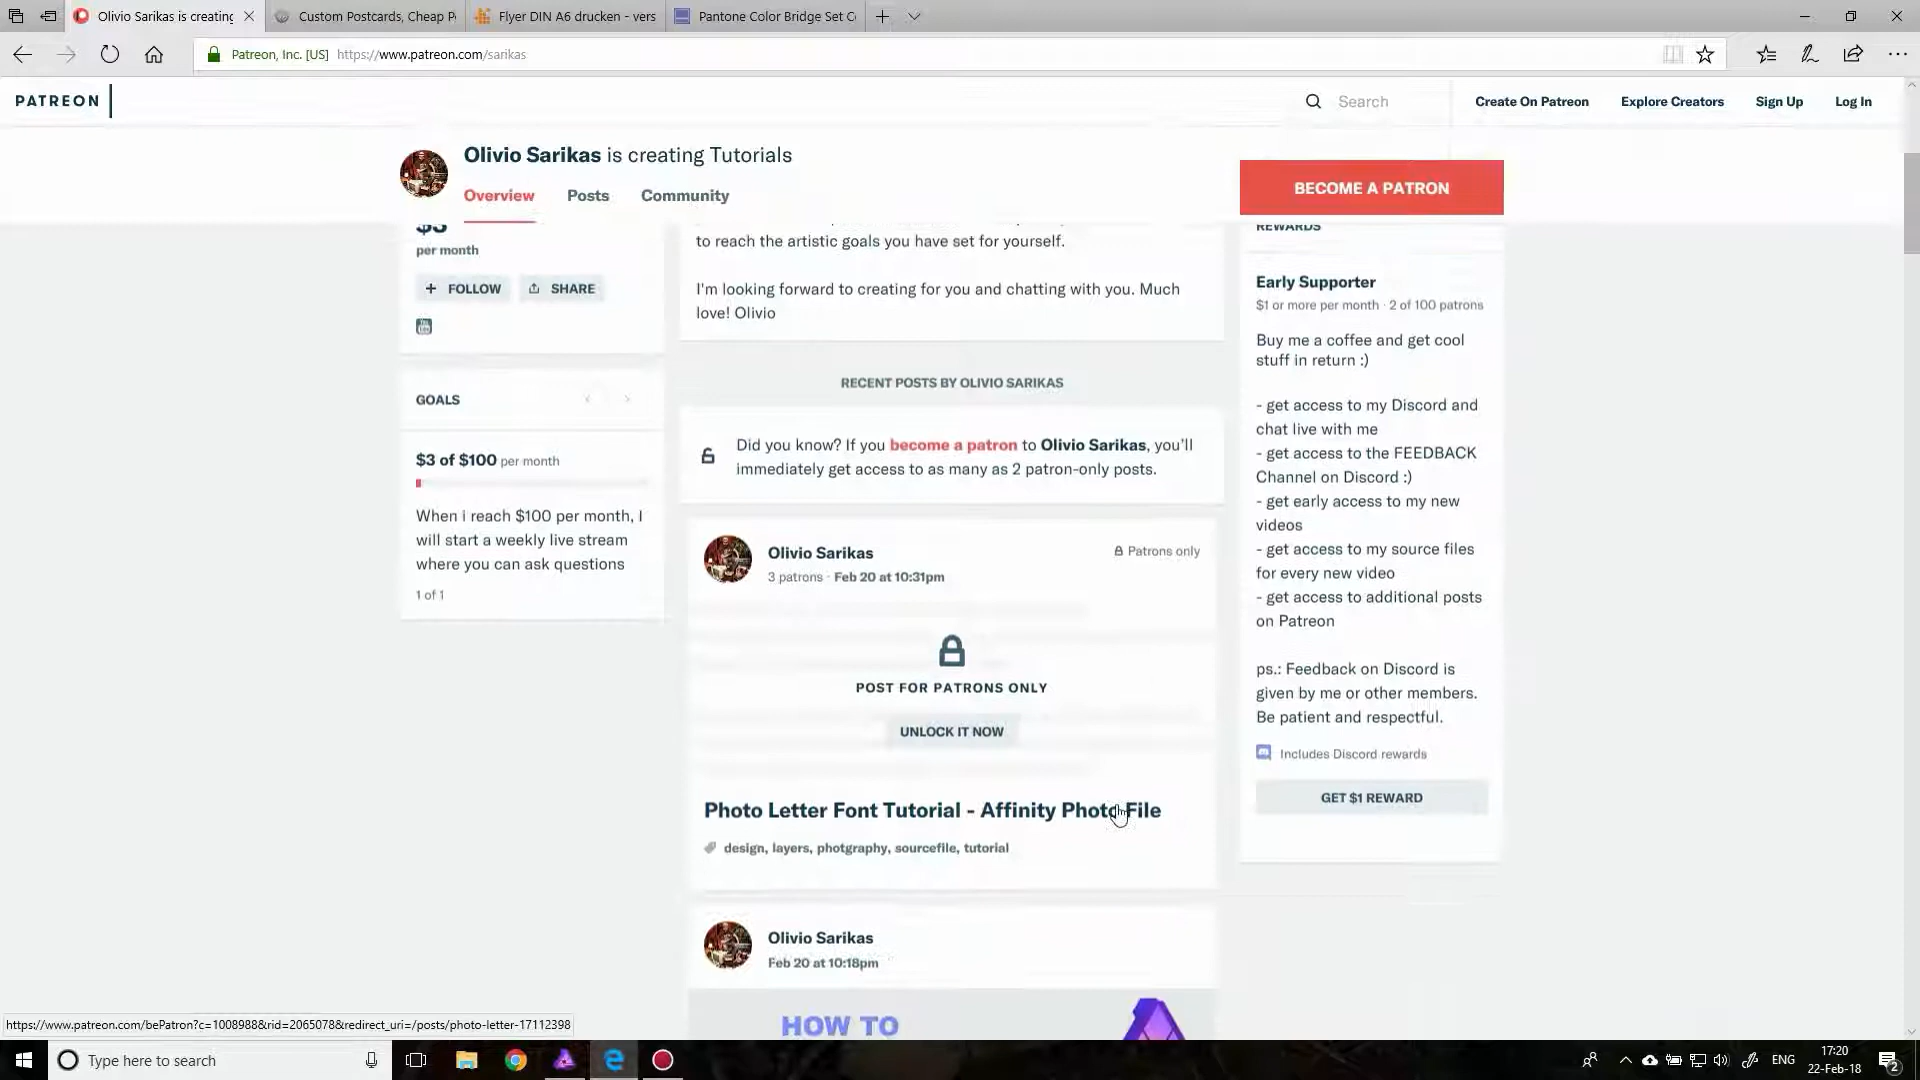 Olivio Sarikas is creating
Custom Postcards, Cheap P
Flyer DIN A6 drucken - vers
Pantone Color Bridge Set C
Patreon, Inc. [US]
https://www.patreon.com/sarikas
PATREON
Search
Create On Patreon
Explore Creators
Sign Up
Log In
Olivio Sarikas is creating Tutorials
Overview
Posts
Community
BECOME A PATRON
$3
per month
FOLLOW
SHARE
GOALS
$3 of $100 per month
When i reach $100 per month, I
will start a weekly live stream
where you can ask questions
1 of 1
to reach the artistic goals you have set for yourself.
I'm looking forward to creating for you and chatting with you. Much
love! Olivio
RECENT POSTS BY OLIVIO SARIKAS
Did you know? If you become a patron to Olivio Sarikas, you'll
immediately get access to as many as 2 patron-only posts.
Olivio Sarikas
Patrons only
3 patrons · Feb 20 at 10:31pm
POST FOR PATRONS ONLY
UNLOCK IT NOW
Photo Letter Font Tutorial - Affinity Photo File
design, layers, photgraphy, sourcefile, tutorial
Olivio Sarikas
Feb 20 at 10:18pm
HOW TO
REWARDS
Early Supporter
$1 or more per month · 2 of 100 patrons
Buy me a coffee and get cool
stuff in return :)
- get access to my Discord and
chat live with me
- get access to the FEEDBACK
Channel on Discord :)
- get early access to my new
videos
- get access to my source files
for every new video
- get access to additional posts
on Patreon
ps.: Feedback on Discord is
given by me or other members.
Be patient and respectful.
Includes Discord rewards
GET $1 REWARD
https://www.patreon.com/bePatron?c=1008988&rid=2065078&redirect_uri=/posts/photo-letter-17112398
Type here to search
ENG
17:20
22-Feb-18
2